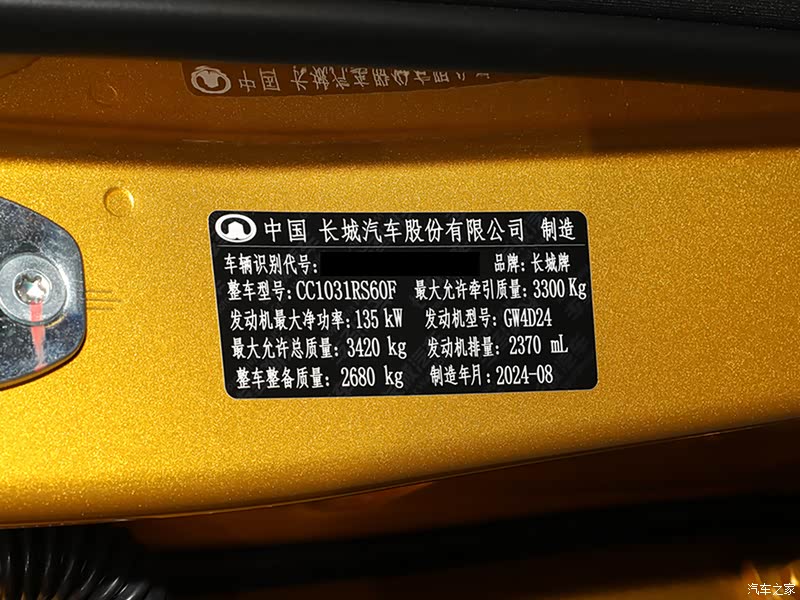 中国 长城汽车股份有限公司 制造
车辆识别代号: 品牌: 长城牌
整车型号: CC1031RS60F 最大允许牵引质量: 3300 Kg
发动机最大净功率: 135 kW 发动机型号: GW4D24
最大允许总质量: 3420 kg 发动机排量: 2370 mL
整车整备质量: 2680 kg 制造年月: 2024-08
汽车之家